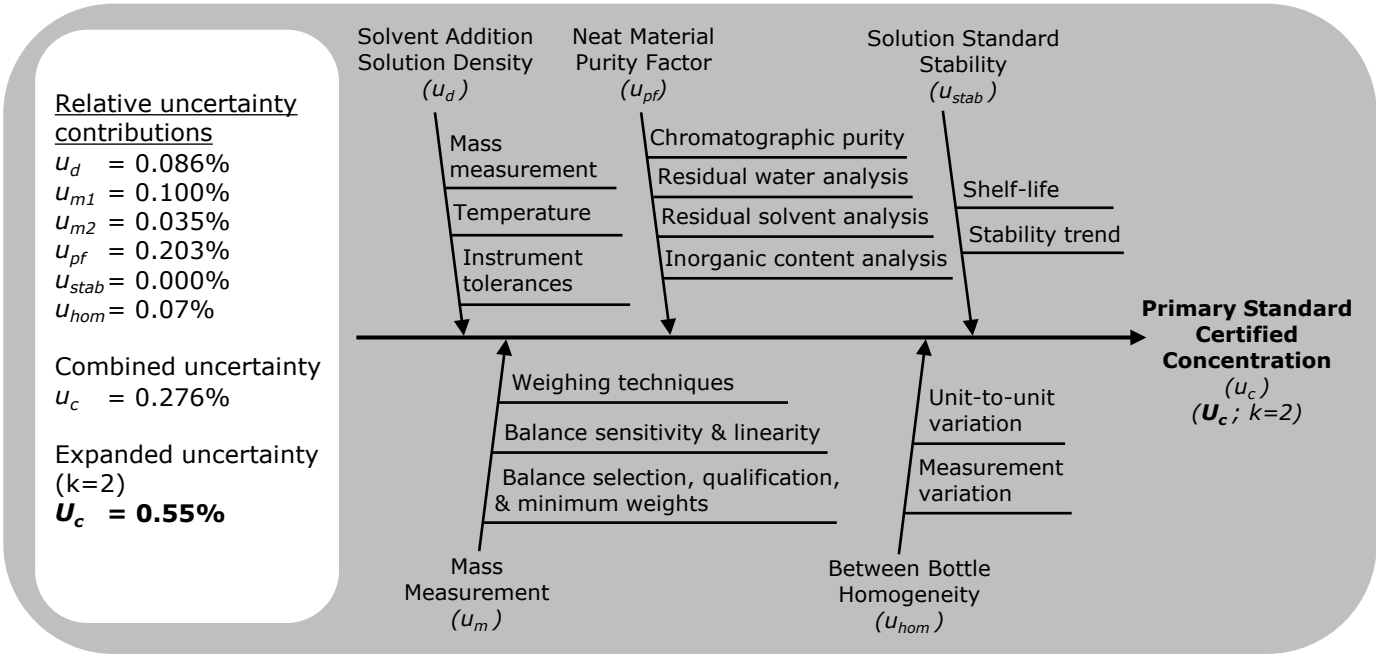 Relative uncertainty
contributions
u_d = 0.086%
u_m1 = 0.100%
u_m2 = 0.035%
u_pf = 0.203%
u_stab = 0.000%
u_hom = 0.07%
Combined uncertainty
u_c = 0.276%
Expanded uncertainty
(k=2)
U_c = 0.55%
Solvent Addition
Solution Density
(u_d)
Mass
measurement
Temperature
Instrument
tolerances
Neat Material
Purity Factor
(u_pf)
Chromatographic purity
Residual water analysis
Residual solvent analysis
Inorganic content analysis
Solution Standard
Stability
(u_stab)
Shelf-life
Stability trend
Weighing techniques
Balance sensitivity & linearity
Balance selection, qualification,
& minimum weights
Mass
Measurement
(u_m)
Unit-to-unit
variation
Measurement
variation
Between Bottle
Homogeneity
(u_hom)
Primary Standard
Certified
Concentration
(u_c)
(U_c; k=2)